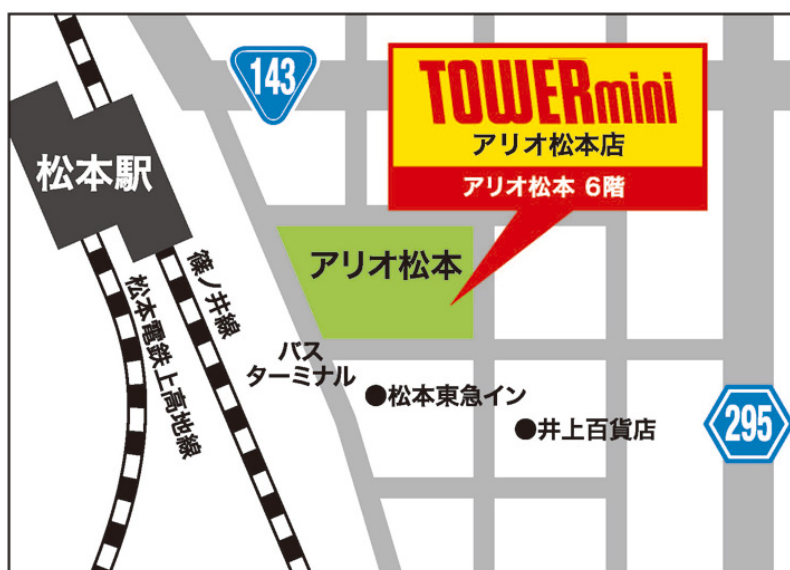 143
TOWERmini
アリオ松本店
アリオ松本 6階
松本駅
アリオ松本
篠ノ井線
松本電鉄上高地線
バス
ターミナル
●松本東急イン
●井上百貨店
295